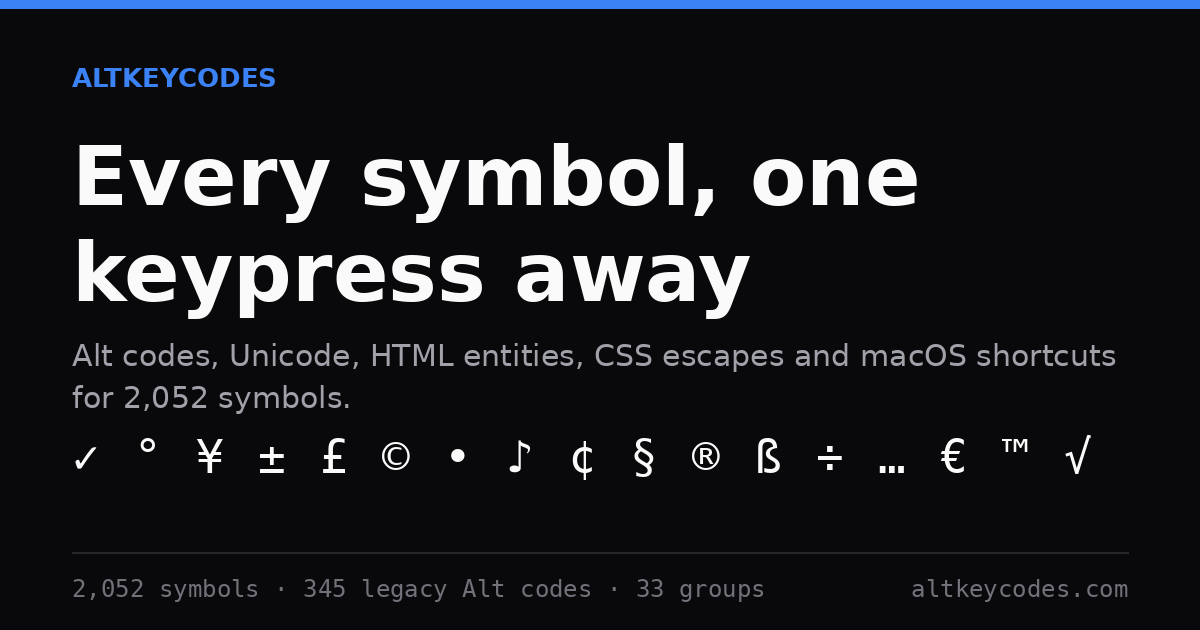 ALTKEYCODES
Every symbol, one
keypress away
Alt codes, Unicode, HTML entities, CSS escapes and macOS shortcuts
for 2,052 symbols.
✓ ° ¥ ± £ © • ♪ ¢ § ® ß ÷ … € ™ √
2,052 symbols · 345 legacy Alt codes · 33 groups altkeycodes.com